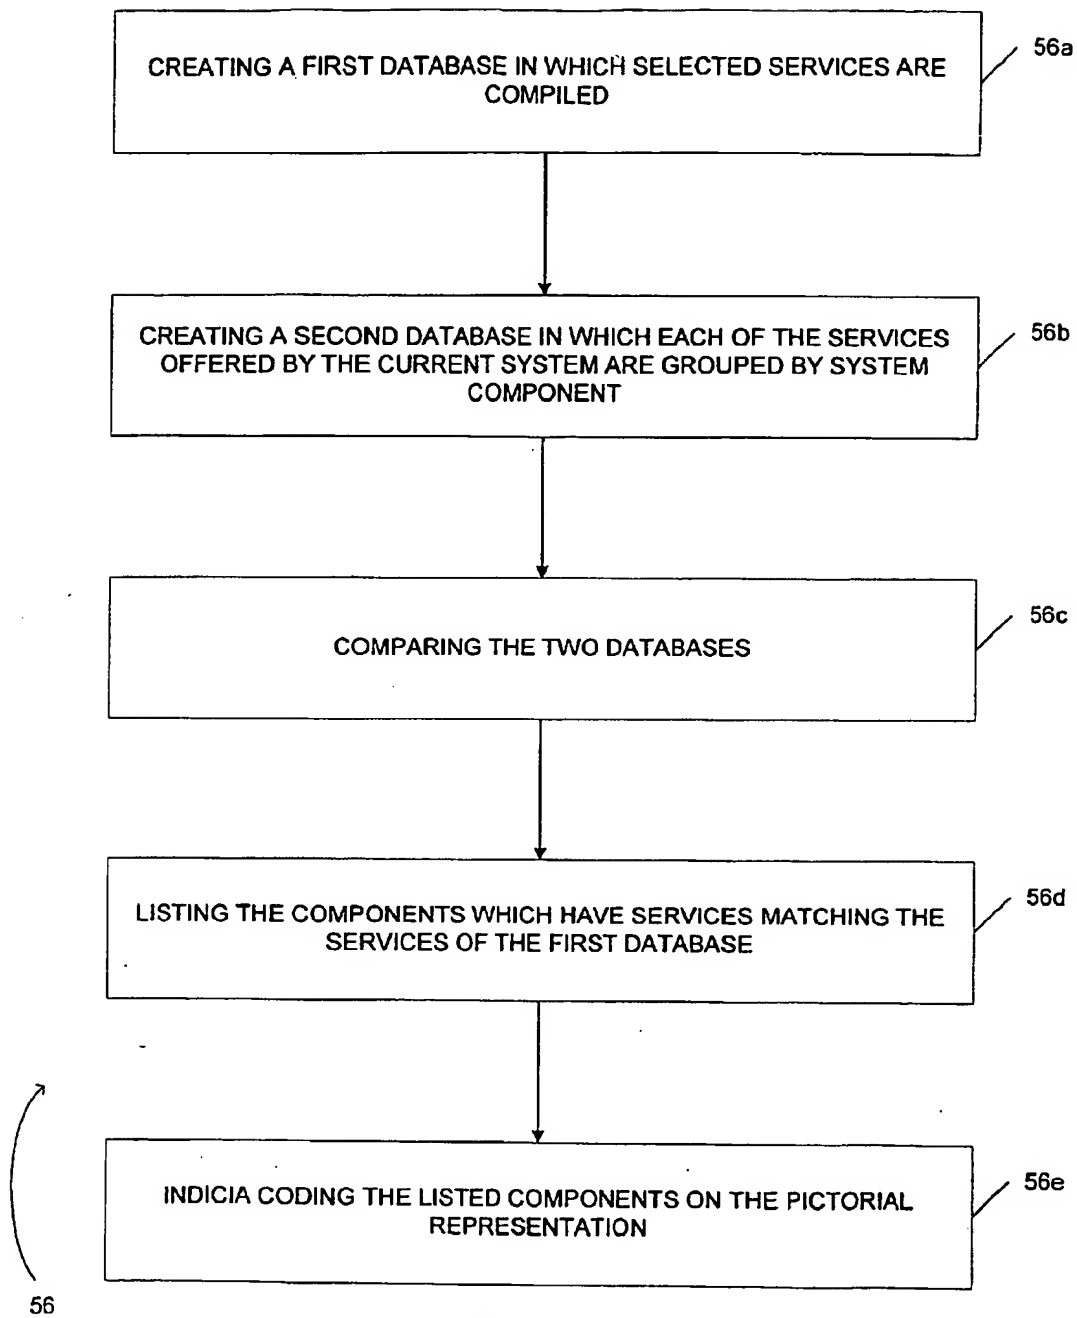 CREATING A FIRST DATABASE IN WHICH SELECTED SERVICES ARE
COMPILED
56a
CREATING A SECOND DATABASE IN WHICH EACH OF THE SERVICES
OFFERED BY THE CURRENT SYSTEM ARE GROUPED BY SYSTEM
COMPONENT
56b
COMPARING THE TWO DATABASES
56c
LISTING THE COMPONENTS WHICH HAVE SERVICES MATCHING THE
SERVICES OF THE FIRST DATABASE
56d
INDICIA CODING THE LISTED COMPONENTS ON THE PICTORIAL
REPRESENTATION
56e
56